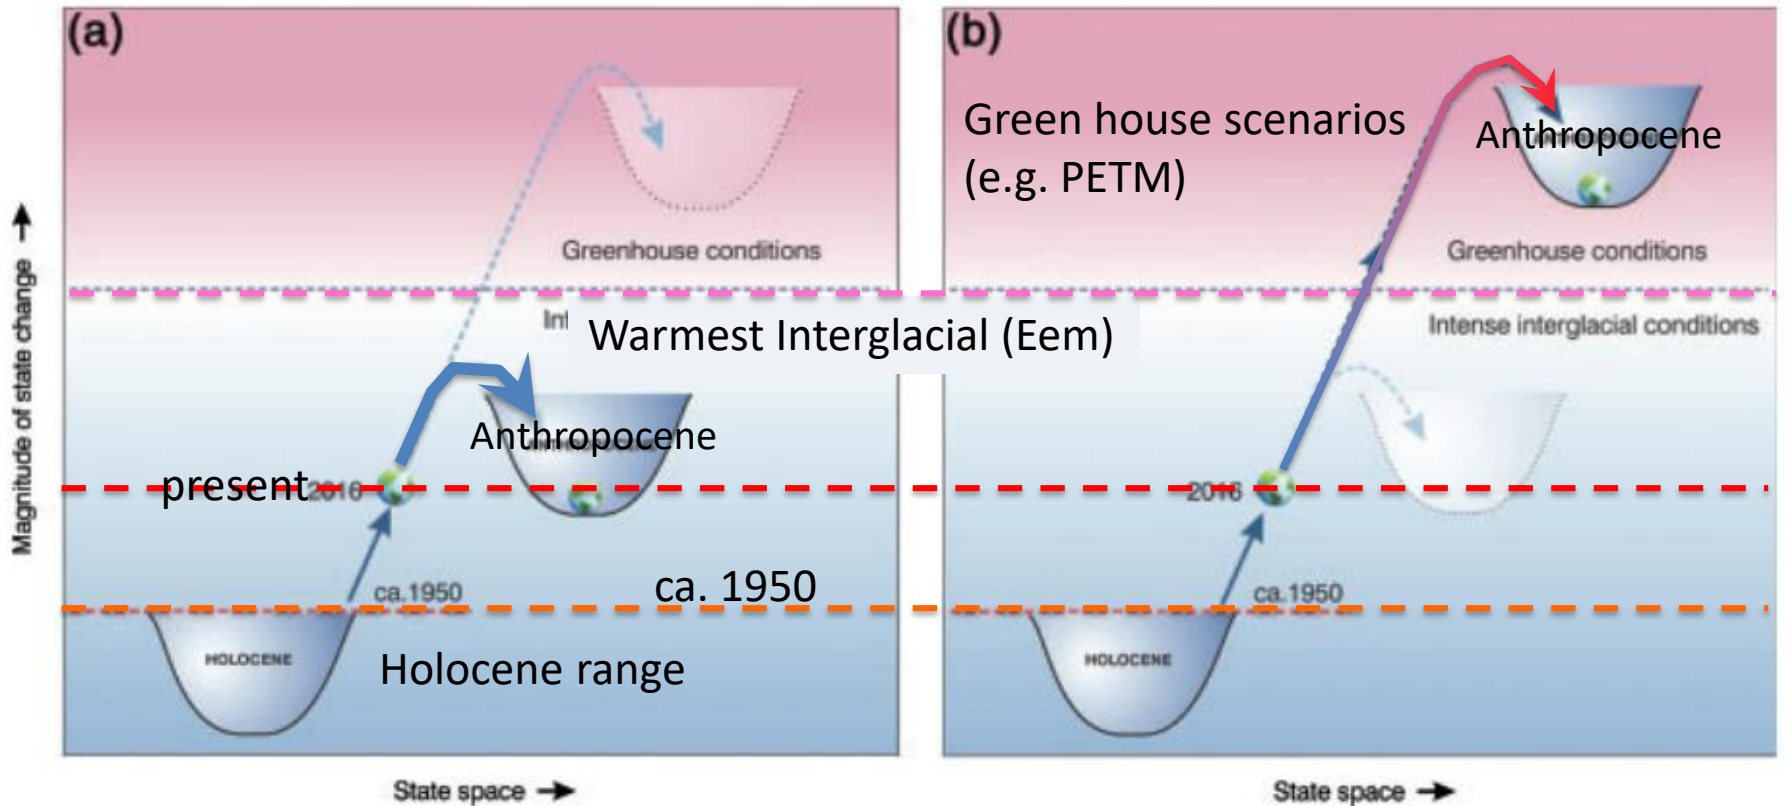 (a)
Greenhouse conditions
Warmest Interglacial (Eem)
Anthropocene
present 2016
ca.1950
ca. 1950
HOLOCENE
Holocene range
Magnitude of state change
State space
(b)
Green house scenarios
(e.g. PETM)
Anthropocene
Greenhouse conditions
Intense interglacial conditions
2016
ca.1950
HOLOCENE
State space